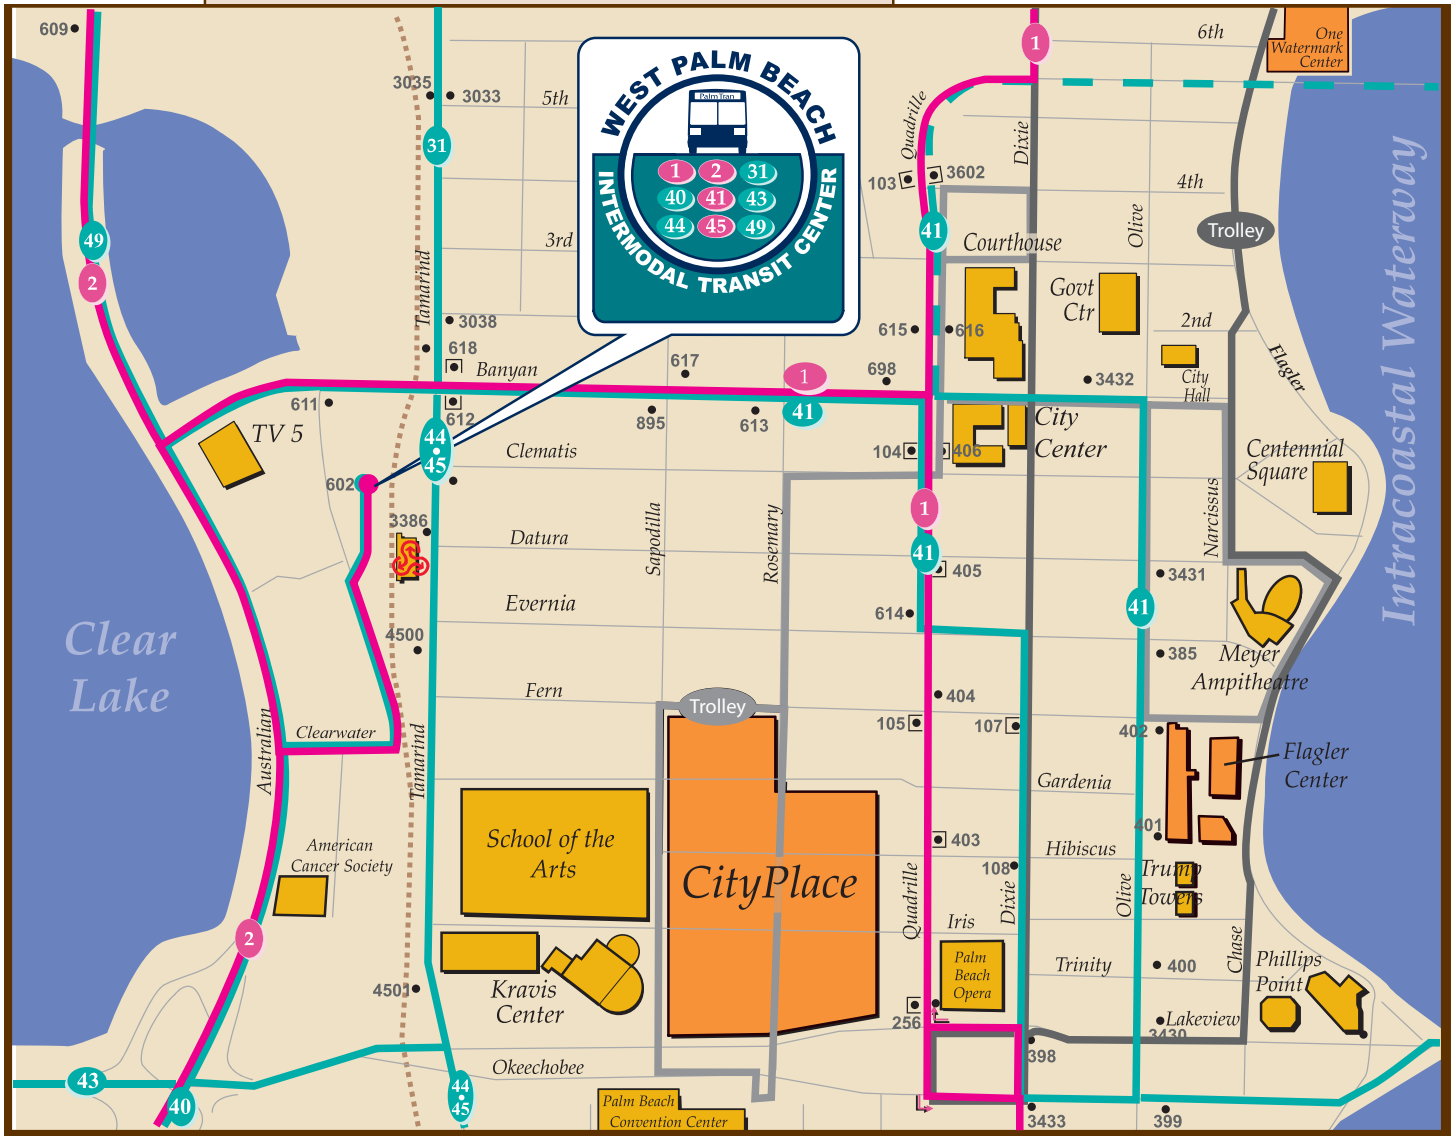 609
6th
One
Watermark
Center
1
3035
3033
5th
31
WEST PALM BEACH
PalmTran
1 2 31
40 41 43
44 45 49
INTERMODAL TRANSIT CENTER
Quadrille
Dixie
103
3602
4th
Olive
Trolley
Intracoastal Waterway
49
2
41
3rd
Courthouse
Tamarind
Govt
Ctr
3038
618
615
616
2nd
Flagler
City
Hall
Banyan
617
698
3432
1
41
611
612
895
613
TV 5
44
45
Clematis
104
406
City
Center
Centennial
Square
602
1
3386
Datura
Sapodilla
Rosemary
41
405
Narcissus
3431
Evernia
614
41
4500
385
Meyer
Ampitheatre
Clear
Lake
Fern
404
Trolley
105
107
402
Clearwater
Australian
Tamarind
Flagler
Center
Gardenia
American
Cancer Society
School of the
Arts
403
401
Hibiscus
108
CityPlace
Trump
Towers
Quadrille
Dixie
Olive
2
Iris
Chase
Palm
Beach
Opera
Trinity
400
Phillips
Point
4501
Kravis
Center
256
Lakeview
3430
398
Okeechobee
43
40
44
45
Palm Beach
Convention Center
3433
399